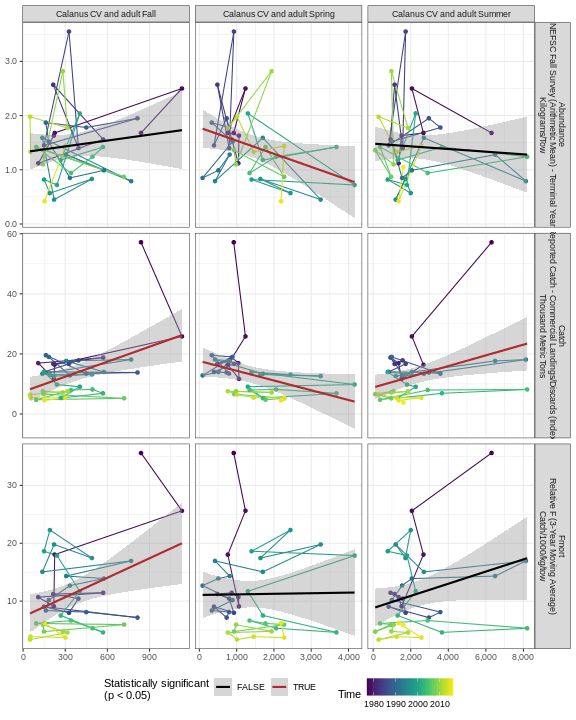 Calanus CV and adult Fall
Calanus CV and adult Spring
Calanus CV and adult Summer
3.0
2.0
1.0
0.0
Abundance
NEFSC Fall Survey (Arithmetic Mean) - Terminal Year
Kilograms/tow
60
40
20
0
Catch
Reported Catch - Commercial Landings/Discards (Index
Thousand Metric Tons
30
20
10
Fmort
Relative F (3-Year Moving Average)
Catch/1000/kg/tow
0 300 600 900
0 1,000 2,000 3,000 4,000
0 2,000 4,000 6,000 8,000
Statistically significant
(p < 0.05)
FALSE
TRUE
Time
1980 1990 2000 2010